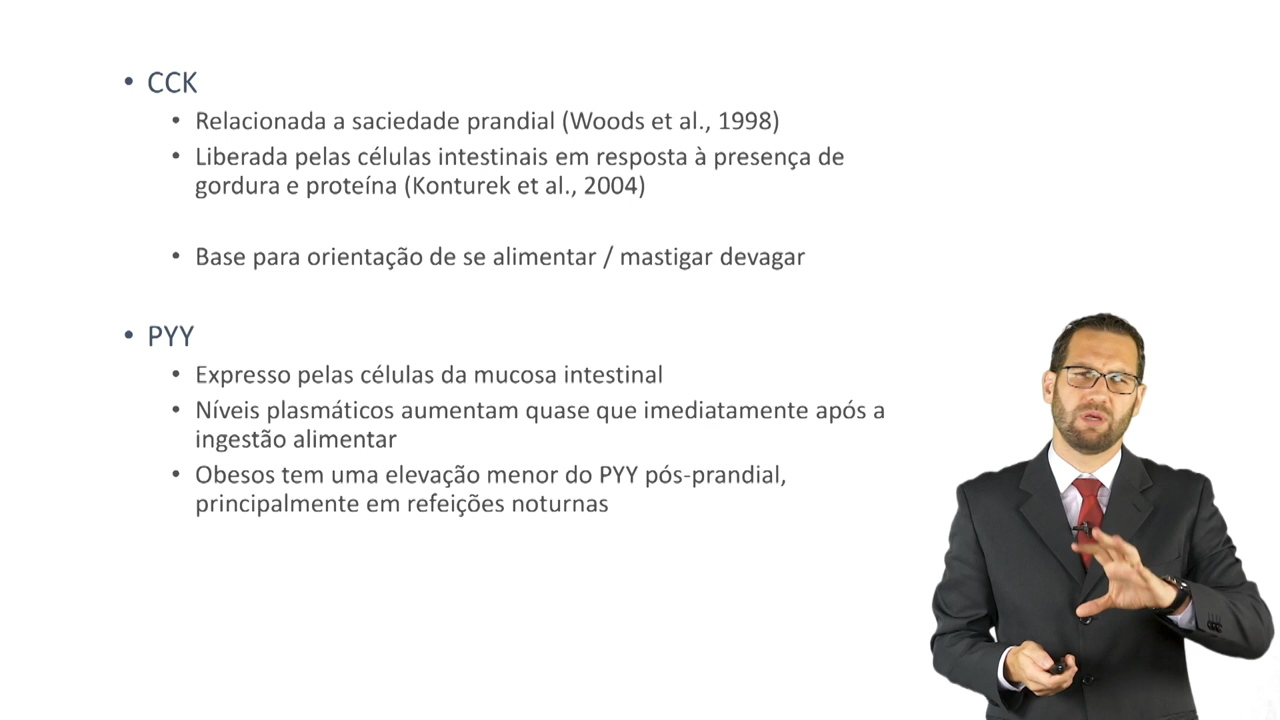 • CCK
• Relacionada a saciedade prandial (Woods et al., 1998)
• Liberada pelas células intestinais em resposta à presença de
gordura e proteína (Konturek et al., 2004)
• Base para orientação de se alimentar / mastigar devagar
• PYY
• Expresso pelas células da mucosa intestinal
• Níveis plasmáticos aumentam quase que imediatamente após a
ingestão alimentar
• Obesos tem uma elevação menor do PYY pós-prandial,
principalmente em refeições noturnas